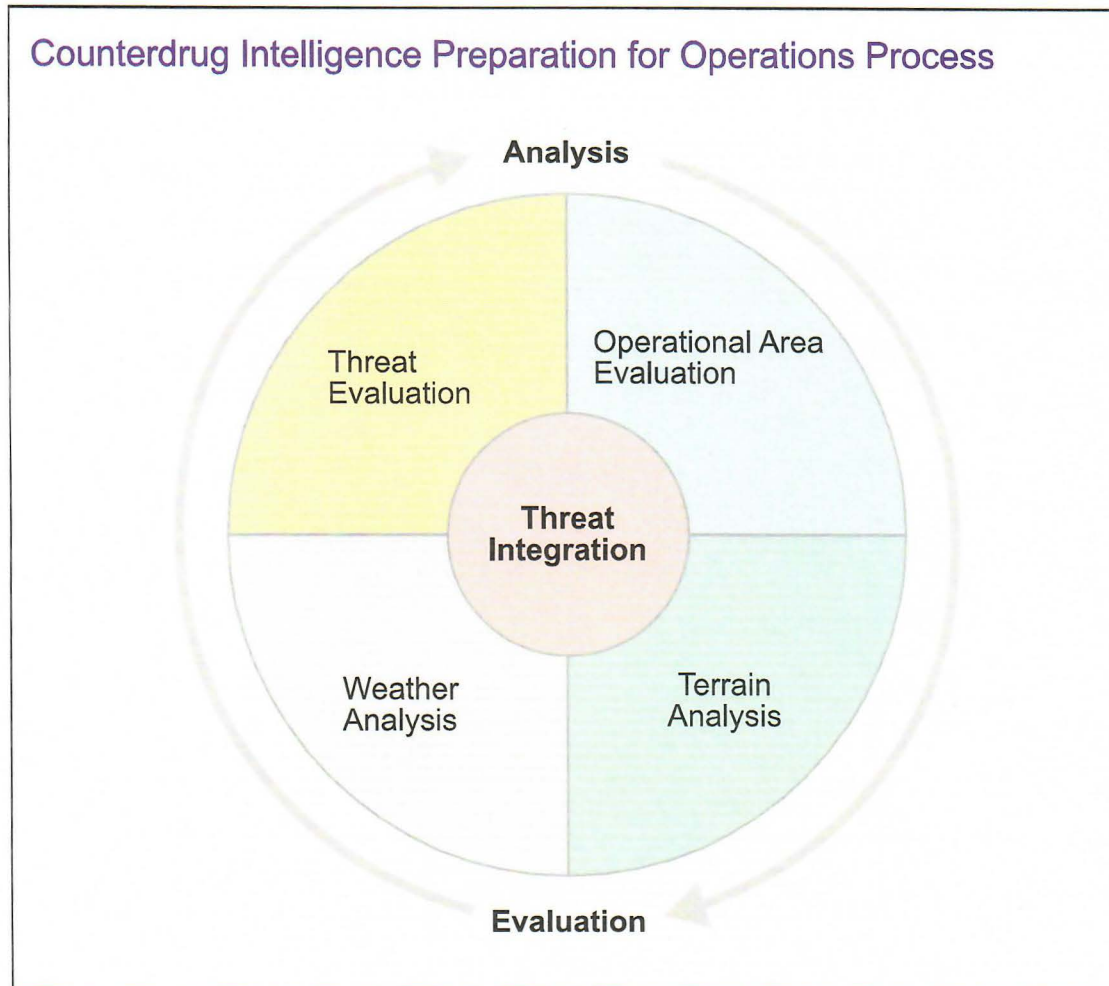 Counterdrug Intelligence Preparation for Operations Process
Analysis
Threat
Evaluation
Operational Area
Evaluation
Threat
Integration
Weather
Analysis
Terrain
Analysis
Evaluation